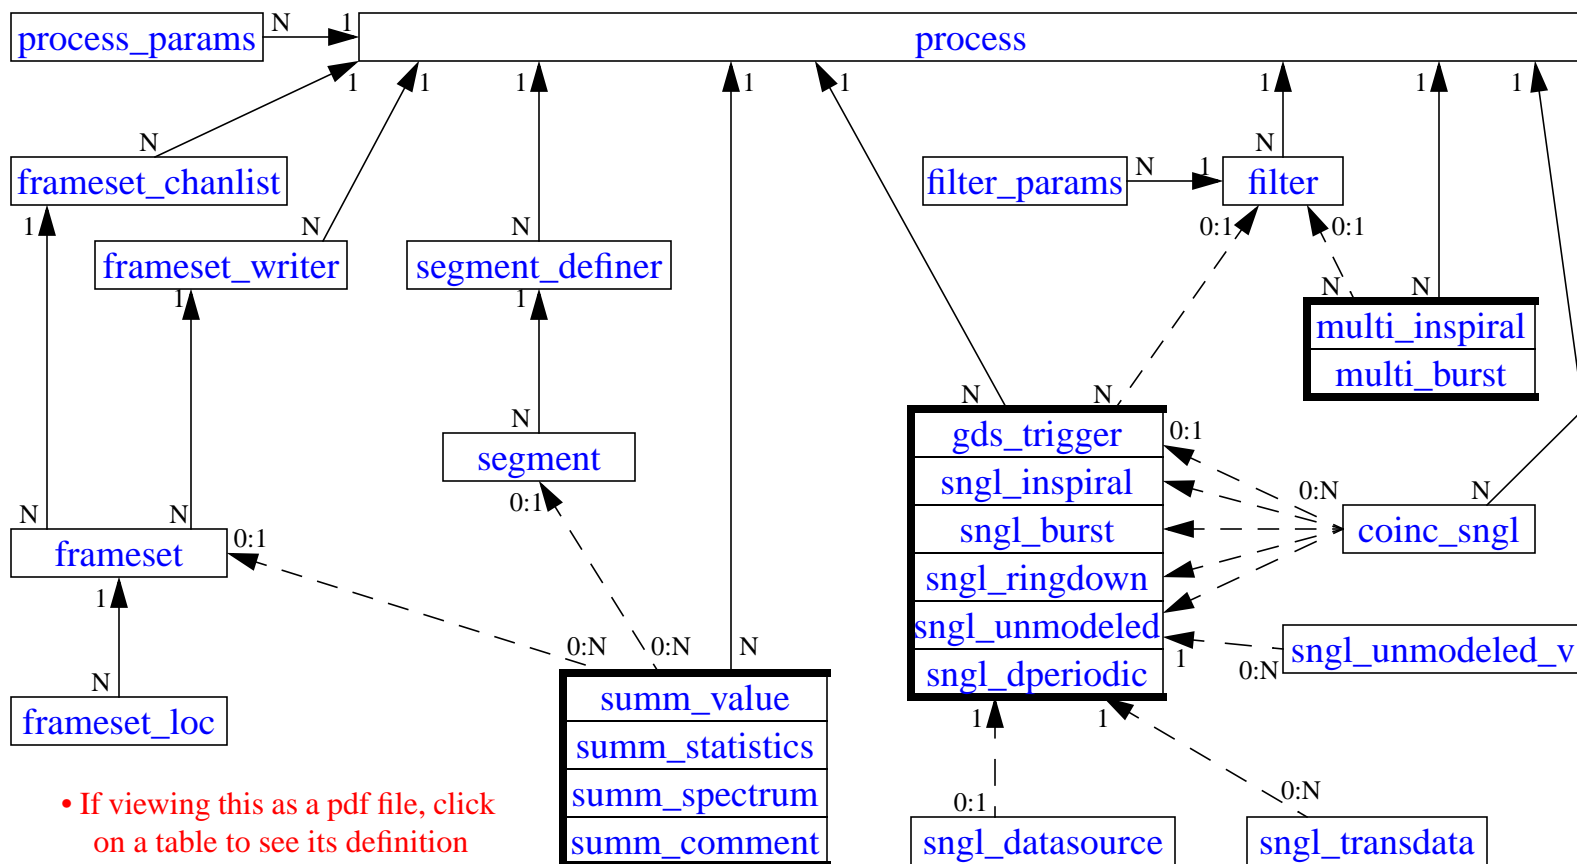 process_params N 1 process
1 1 1 1 1 1 1 1
N N
frameset_chanlist filter_params N 1 filter
1 N N 0:1 0:1
frameset_writer segment_definer
1 1 N N
multi_inspiral
multi_burst
N N N
gds_trigger 0:1
segment
sngl_inspiral 0:N N
0:1
N N sngl_burst coinc_sngl
frameset 0:1
sngl_ringdown
1
sngl_unmodeled
0:N 0:N N 1 sngl_unmodeled_v
0:N
N sngl_dperiodic
summ_value
frameset_loc 1 1
summ_statistics
summ_spectrum 0:1 0:N
• If viewing this as a pdf file, click
on a table to see its definition
summ_comment sngl_datasource sngl_transdata